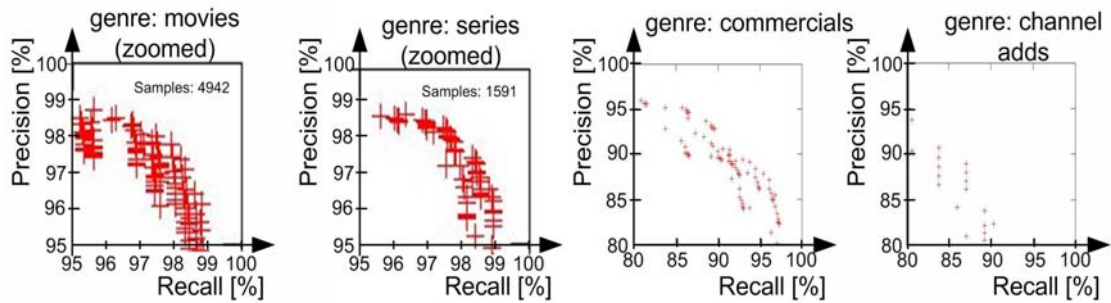 genre: movies
(zoomed)
Precision [%]
100
99
98
97
96
95
Samples: 4942
95 96 97 98 99 100
Recall [%]
genre: series
(zoomed)
Precision [%]
100
99
98
97
96
95
Samples: 1591
95 96 97 98 99 100
Recall [%]
genre: commercials
Precision [%]
100
95
90
85
80
80 85 90 95 100
Recall [%]
genre: channel
adds
Precision [%]
100
95
90
85
80
80 85 90 95 100
Recall [%]